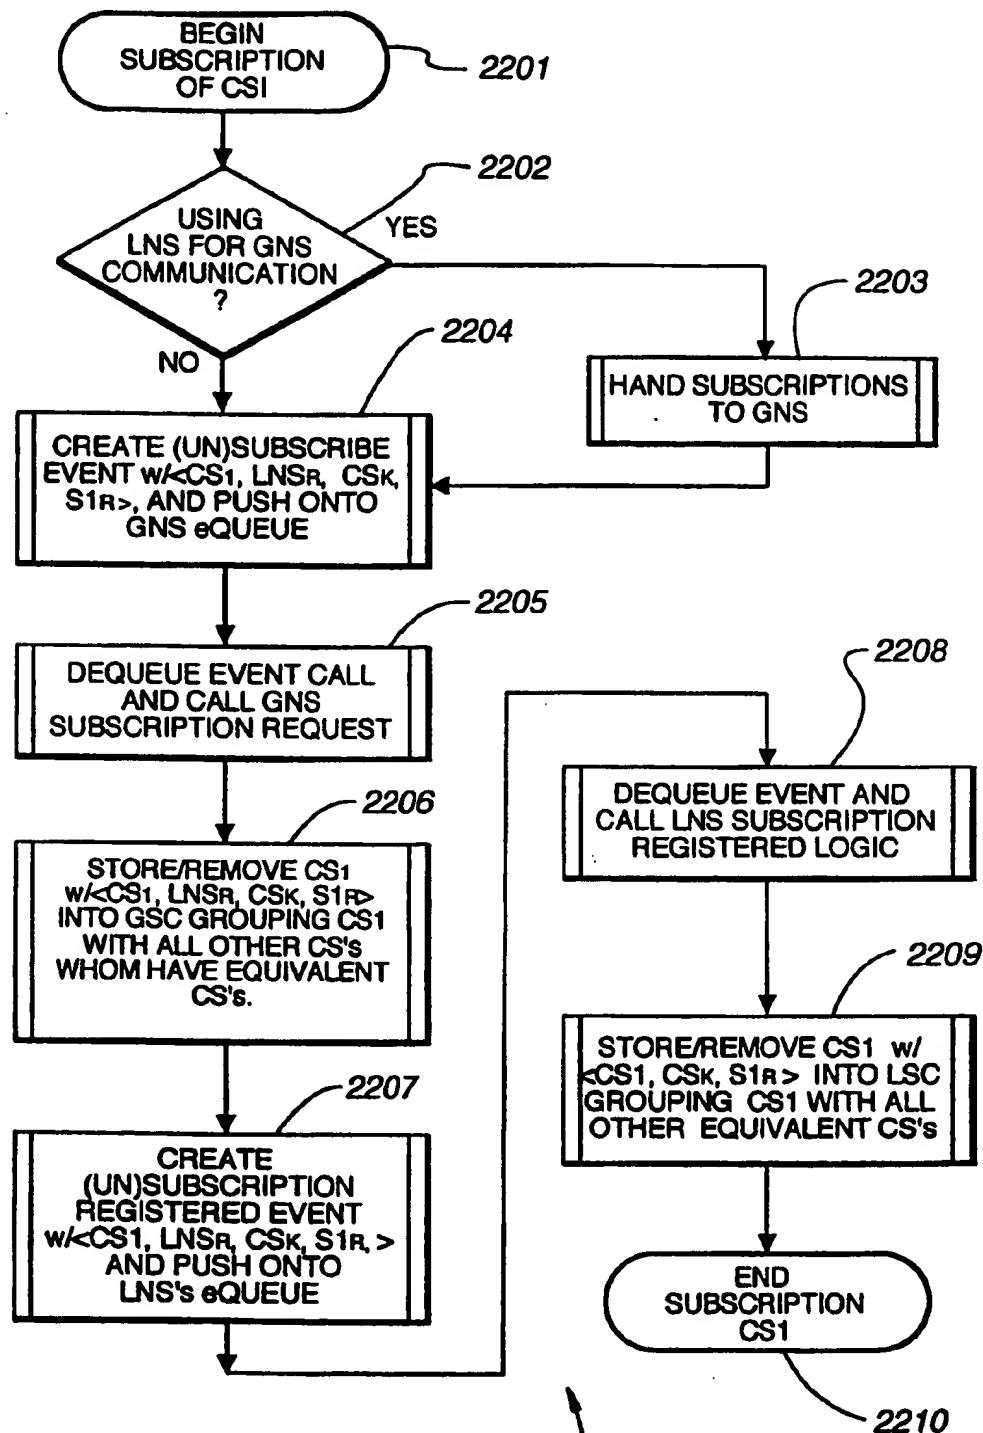 BEGIN
SUBSCRIPTION
OF CSI
2201
2202
USING
LNS FOR GNS
COMMUNICATION
?
YES
NO
2203
HAND SUBSCRIPTIONS
TO GNS
2204
CREATE (UN)SUBSCRIBE
EVENT w/<CS1, LNSR, CSK,
S1R>, AND PUSH ONTO
GNS eQUEUE
2205
DEQUEUE EVENT CALL
AND CALL GNS
SUBSCRIPTION REQUEST
2206
STORE/REMOVE CS1
w/<CS1, LNSR, CSK, S1R>
INTO GSC GROUPING CS1
WITH ALL OTHER CS's
WHOM HAVE EQUIVALENT
CS's.
2207
CREATE
(UN)SUBSCRIPTION
REGISTERED EVENT
w/<CS1, LNSR, CSK, S1R, >
AND PUSH ONTO
LNS's eQUEUE
2208
DEQUEUE EVENT AND
CALL LNS SUBSCRIPTION
REGISTERED LOGIC
2209
STORE/REMOVE CS1 w/
<CS1, CSK, S1R > INTO LSC
GROUPING CS1 WITH ALL
OTHER EQUIVALENT CS's
END
SUBSCRIPTION
CS1
2210